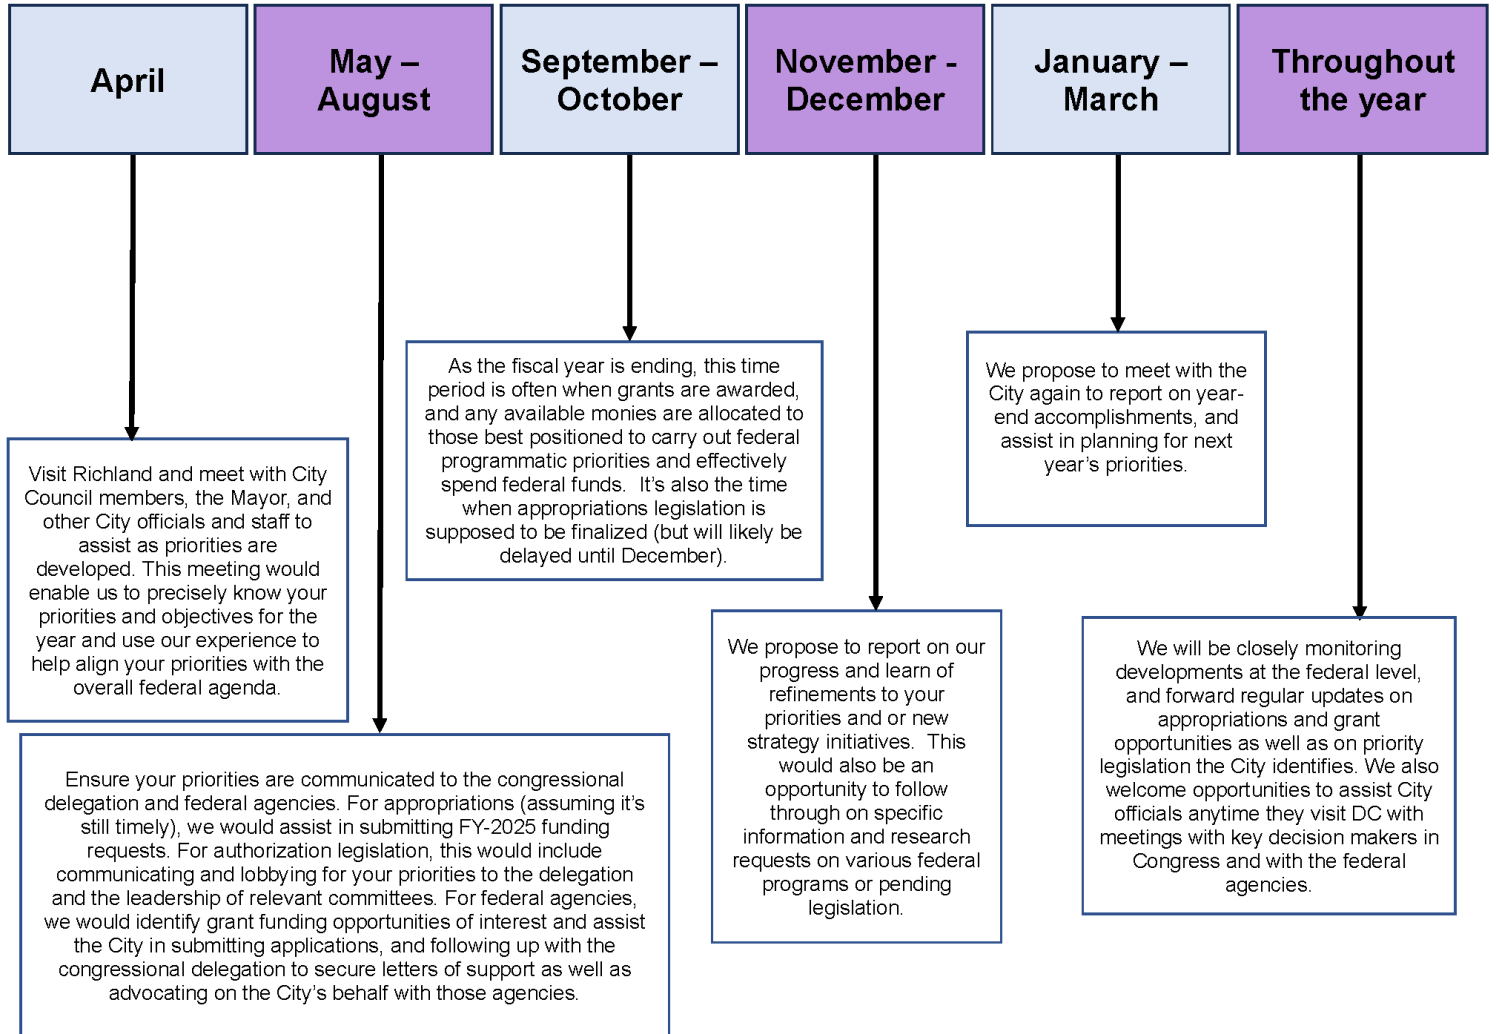 April
May –
August
September –
October
November -
December
January –
March
Throughout
the year
As the fiscal year is ending, this time
period is often when grants are awarded,
and any available monies are allocated to
those best positioned to carry out federal
programmatic priorities and effectively
spend federal funds.  It’s also the time
when appropriations legislation is
supposed to be finalized (but will likely be
delayed until December).
We propose to meet with the
City again to report on year-
end accomplishments, and
assist in planning for next
year’s priorities.
Visit Richland and meet with City
Council members, the Mayor, and
other City officials and staff to
assist as priorities are
developed. This meeting would
enable us to precisely know your
priorities and objectives for the
year and use our experience to
help align your priorities with the
overall federal agenda.
We propose to report on our
progress and learn of
refinements to your
priorities and or new
strategy initiatives.  This
would also be an
opportunity to follow
through on specific
information and research
requests on various federal
programs or pending
legislation.
We will be closely monitoring
developments at the federal level,
and forward regular updates on
appropriations and grant
opportunities as well as on priority
legislation the City identifies. We also
welcome opportunities to assist City
officials anytime they visit DC with
meetings with key decision makers in
Congress and with the federal
agencies.
Ensure your priorities are communicated to the congressional
delegation and federal agencies. For appropriations (assuming it’s
still timely), we would assist in submitting FY-2025 funding
requests. For authorization legislation, this would include
communicating and lobbying for your priorities to the delegation
and the leadership of relevant committees. For federal agencies,
we would identify grant funding opportunities of interest and assist
the City in submitting applications, and following up with the
congressional delegation to secure letters of support as well as
advocating on the City’s behalf with those agencies.